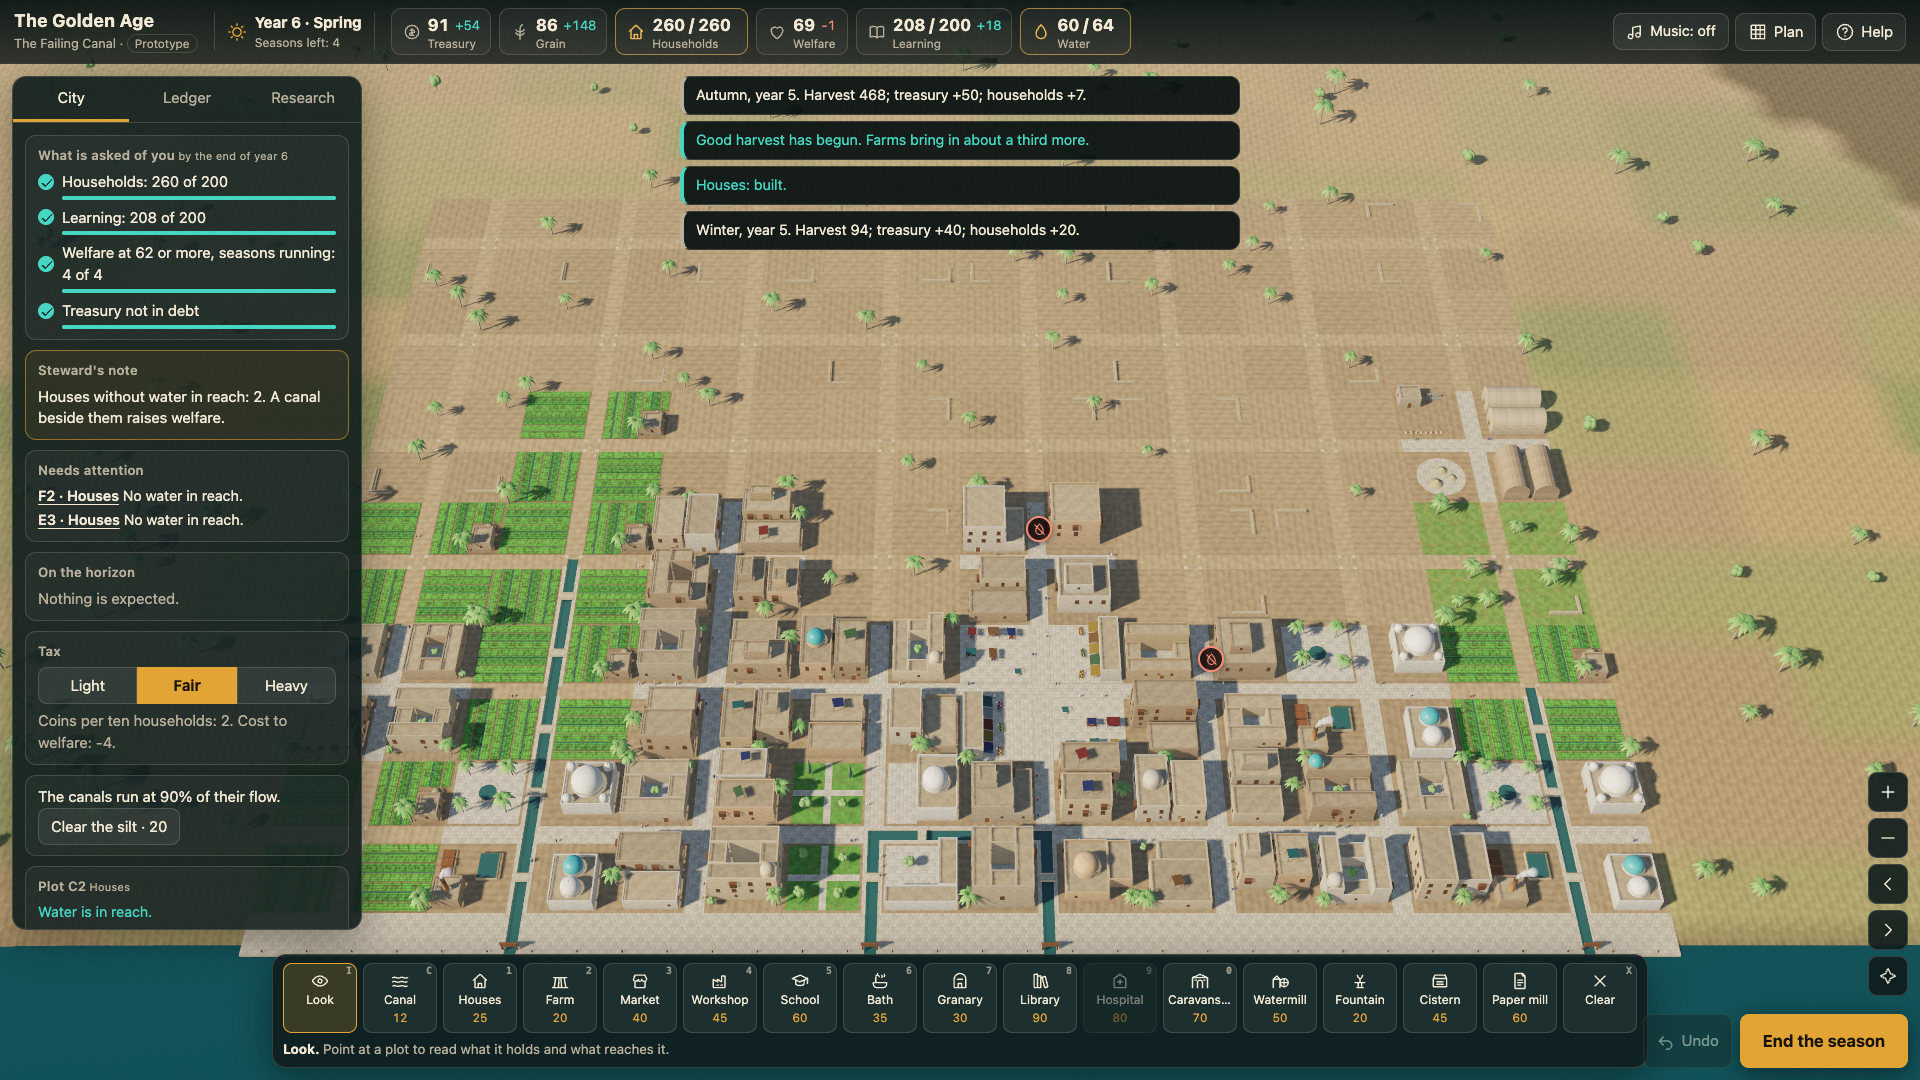 The Golden Age
The Failing Canal · Prototype
Year 6 · Spring
Seasons left: 4
91 +54
Treasury
86 +148
Grain
260 / 260
Households
69 -1
Welfare
208 / 200 +18
Learning
60 / 64
Water
Music: off
Plan
Help
City
Ledger
Research
What is asked of you by the end of year 6
Households: 260 of 200
Learning: 208 of 200
Welfare at 62 or more, seasons running:
4 of 4
Treasury not in debt
Steward's note
Houses without water in reach: 2. A canal
beside them raises welfare.
Needs attention
F2 · Houses No water in reach.
E3 · Houses No water in reach.
On the horizon
Nothing is expected.
Tax
Light
Fair
Heavy
Coins per ten households: 2. Cost to
welfare: -4.
The canals run at 90% of their flow.
Clear the silt · 20
Plot C2 Houses
Water is in reach.
Autumn, year 5. Harvest 468; treasury +50; households +7.
Good harvest has begun. Farms bring in about a third more.
Houses: built.
Winter, year 5. Harvest 94; treasury +40; households +20.
I
Look
C
Canal
12
1
Houses
25
2
Farm
20
3
Market
40
4
Workshop
45
5
School
60
6
Bath
35
7
Granary
30
8
Library
90
9
Hospital
80
0
Caravans...
70
Watermill
50
Fountain
20
Cistern
45
Paper mill
60
X
Clear
Look. Point at a plot to read what it holds and what reaches it.
Undo
End the season